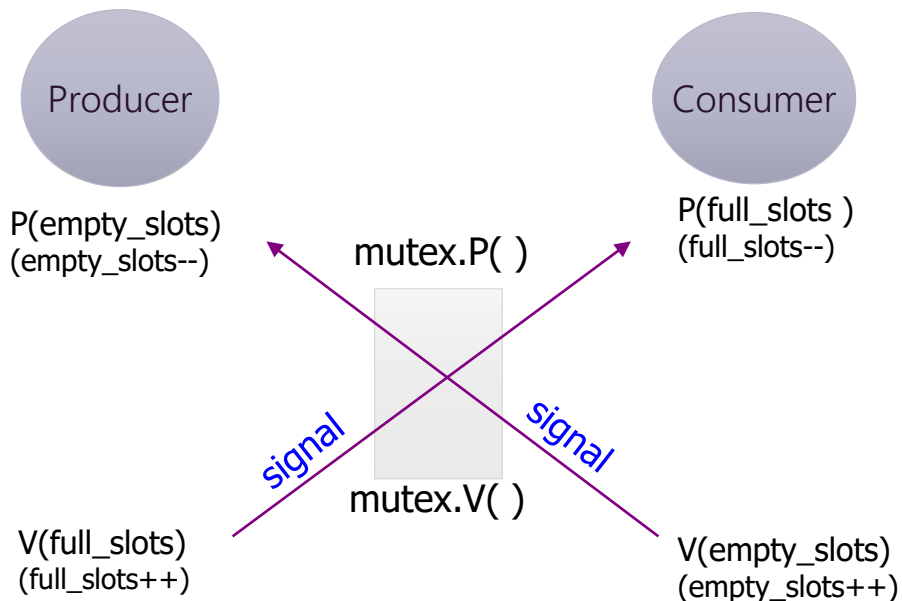 Producer
Consumer
P(empty_slots)
(empty_slots--)
P(full_slots )
(full_slots--)
mutex.P( )
signal
signal
mutex.V( )
V(full_slots)
(full_slots++)
V(empty_slots)
(empty_slots++)